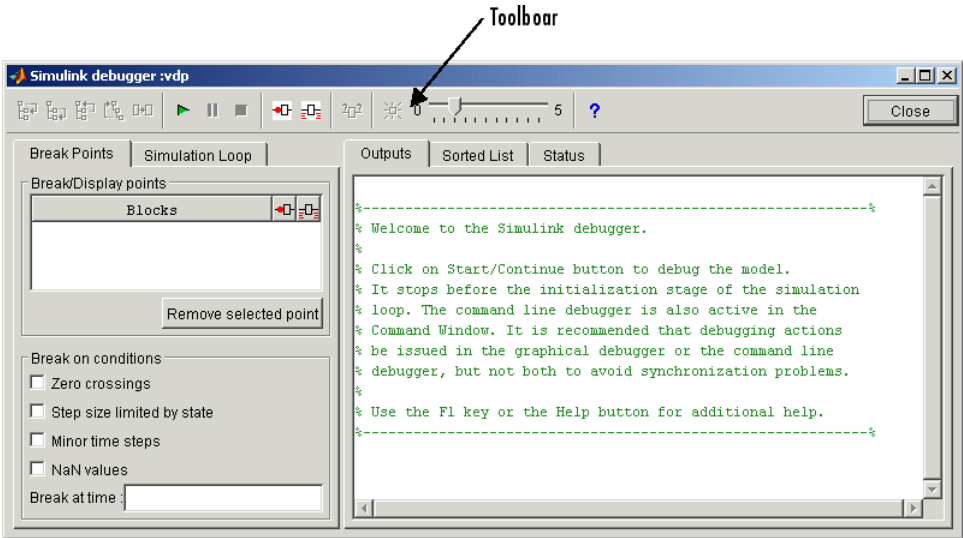 Toolboar
Simulink debugger :vdp
0 5 ? Close
Break Points Simulation Loop
Break/Display points
Blocks
Remove selected point
Break on conditions
Zero crossings
Step size limited by state
Minor time steps
NaN values
Break at time :
Outputs Sorted List Status
%----------------------------------------------------------------%
% Welcome to the Simulink debugger.
%
% Click on Start/Continue button to debug the model.
% It stops before the initialization stage of the simulation
% loop. The command line debugger is also active in the
% Command Window. It is recommended that debugging actions
% be issued in the graphical debugger or the command line
% debugger, but not both to avoid synchronization problems.
%
% Use the F1 key or the Help button for additional help.
%----------------------------------------------------------------%